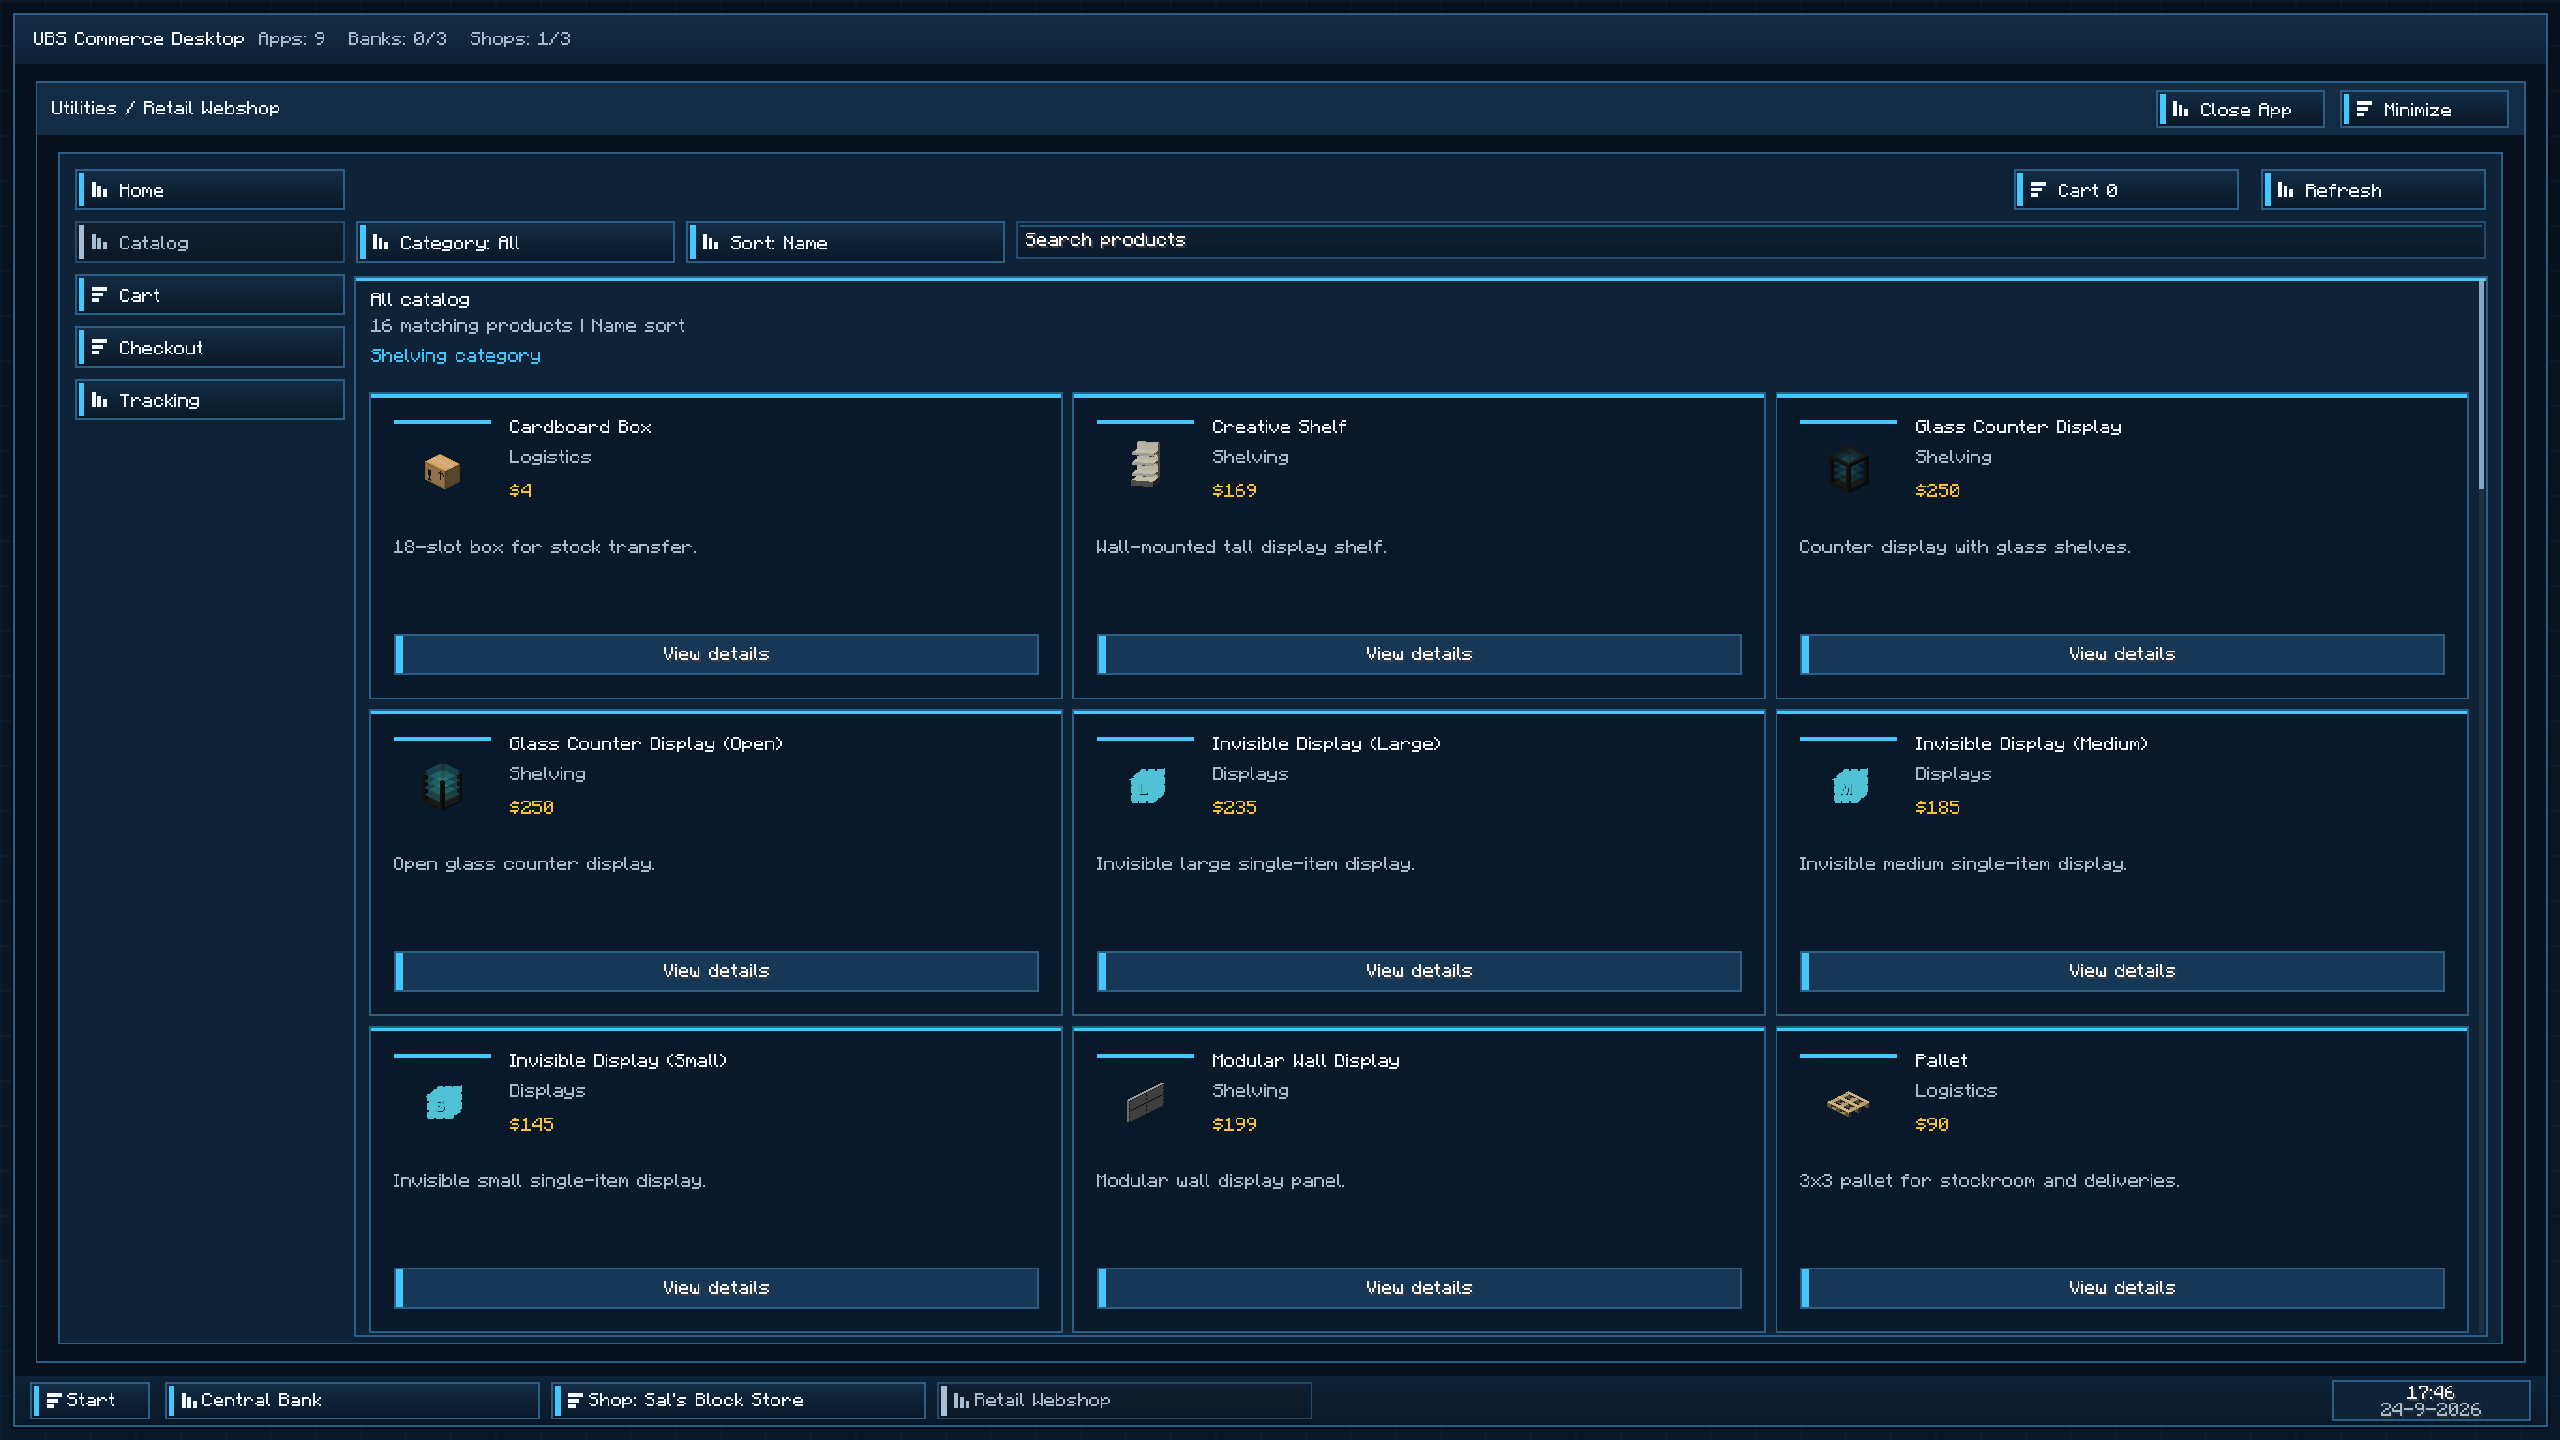 UBS Commerce Desktop Apps: 9 Banks: 0/3 Shops: 1/3
Utilities / Retail Webshop
Close App
Minimize
Home
Cart 0
Refresh
Catalog
Category: All
Sort: Name
Search products
Cart
Checkout
Tracking
All catalog
16 matching products | Name sort
Shelving category
Cardboard Box
Logistics
$4
18-slot box for stock transfer.
View details
Creative Shelf
Shelving
$169
Wall-mounted tall display shelf.
View details
Glass Counter Display
Shelving
$250
Counter display with glass shelves.
View details
Glass Counter Display (Open)
Shelving
$250
Open glass counter display.
View details
L
Invisible Display (Large)
Displays
$235
Invisible large single-item display.
View details
M
Invisible Display (Medium)
Displays
$185
Invisible medium single-item display.
View details
S
Invisible Display (Small)
Displays
$145
Invisible small single-item display.
View details
Modular Wall Display
Shelving
$199
Modular wall display panel.
View details
Pallet
Logistics
$90
3x3 pallet for stockroom and deliveries.
View details
Start
Central Bank
Shop: Sal's Block Store
Retail Webshop
17:46
24-9-2026